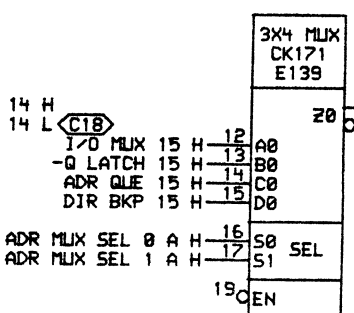 3X4 MUX
CK171
E139
14 H
14 L C18
Z0
I/O MUX 15 H 12 A0
-Q LATCH 15 H 13 B0
ADR QUE 15 H 14 C0
DIR BKP 15 H 15 D0
ADR MUX SEL 0 A H 16 S0 SEL
ADR MUX SEL 1 A H 17 S1
19 EN